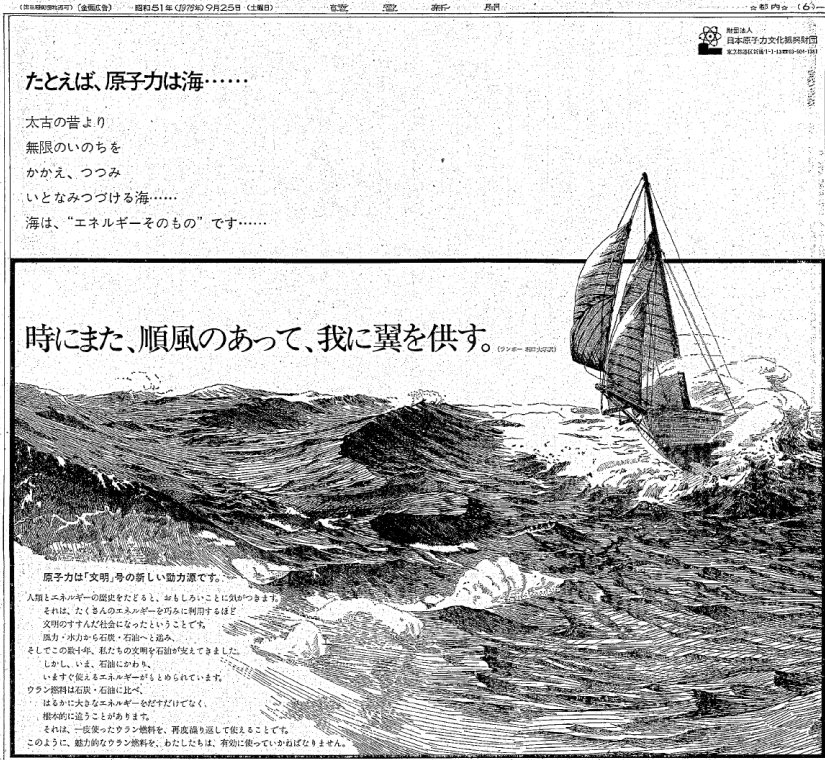 〔全面広告〕 昭和51年(1976年)9月25日 (土曜日) 讀賣新聞 ☆都内☆ (6)
財団法人
日本原子力文化振興財団
たとえば、原子力は海……
太古の昔より
無限のいのちを
かかえ、つつみ
いとなみつづける海……
海は、“エネルギーそのもの”です……
時にまた、順風のあって、我に翼を供す。
原子力は「文明」号の新しい動力源です。
人類とエネルギーの歴史をたどると、おもしろいことに気がつきます。
それは、たくさんのエネルギーを巧みに利用するほど
文明のすすんだ社会になったということです。
風力・水力から石炭・石油へと進み、
そしてこの数十年、私たちの文明を石油が支えてきました。
しかし、いま、石油にかわり、
いますぐ使えるエネルギーがもとめられています。
ウラン燃料は石炭・石油に比べ、
はるかに大きなエネルギーをだすだけでなく、
根本的に違うことがあります。
それは、一度使ったウラン燃料を、再度繰り返して使えることです。
このように、魅力的なウラン燃料を、わたしたちは、有効に使っていかねばなりません。